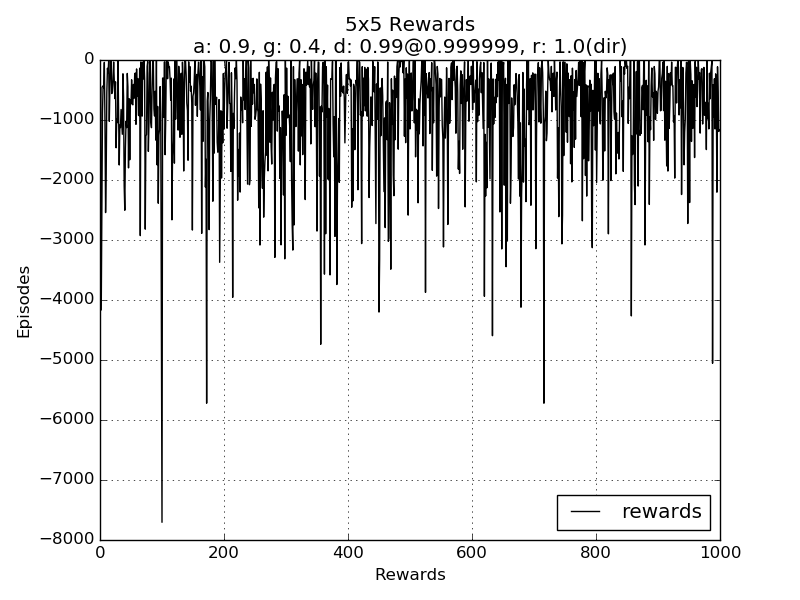 5x5 Rewards
a: 0.9, g: 0.4, d: 0.99@0.999999, r: 1.0(dir)
0
−1000
−2000
−3000
−4000
−5000
−6000
−7000
−8000
Episodes
rewards
0 200 400 600 800 1000
Rewards